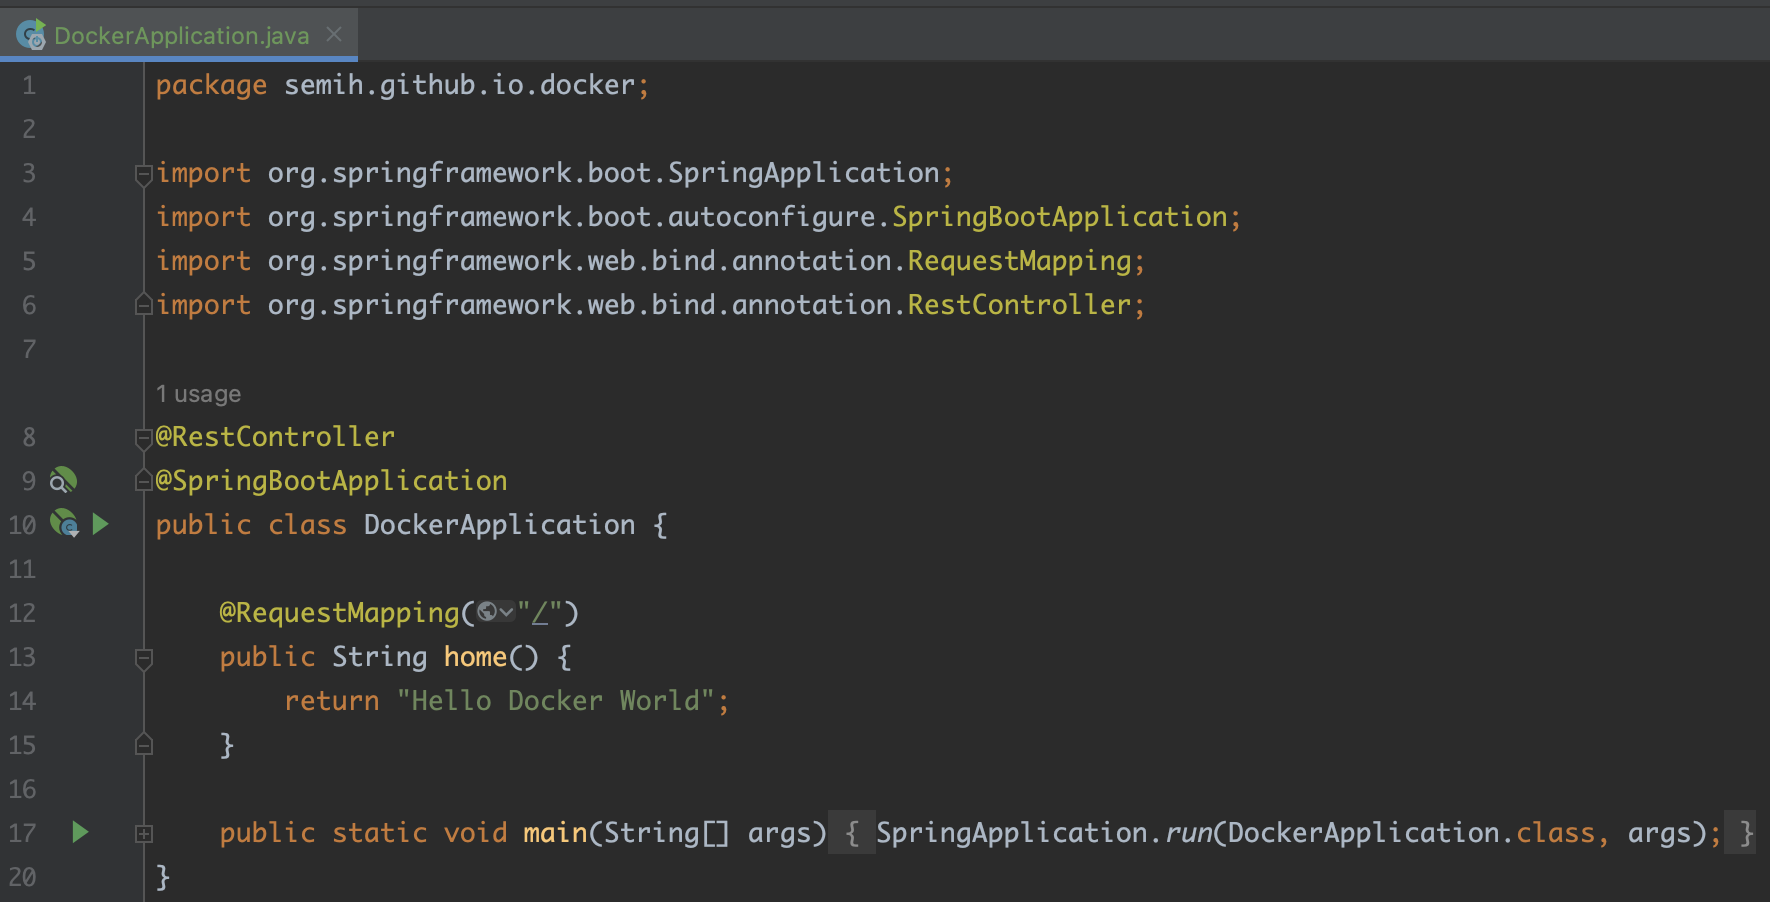 DockerApplication.java
1 package semih.github.io.docker;
2
3 import org.springframework.boot.SpringApplication;
4 import org.springframework.boot.autoconfigure.SpringBootApplication;
5 import org.springframework.web.bind.annotation.RequestMapping;
6 import org.springframework.web.bind.annotation.RestController;
7
1 usage
8 @RestController
9 @SpringBootApplication
10 public class DockerApplication {
11
12 @RequestMapping("/")
13 public String home() {
14 return "Hello Docker World";
15 }
16
17 public static void main(String[] args) { SpringApplication.run(DockerApplication.class, args); }
20 }